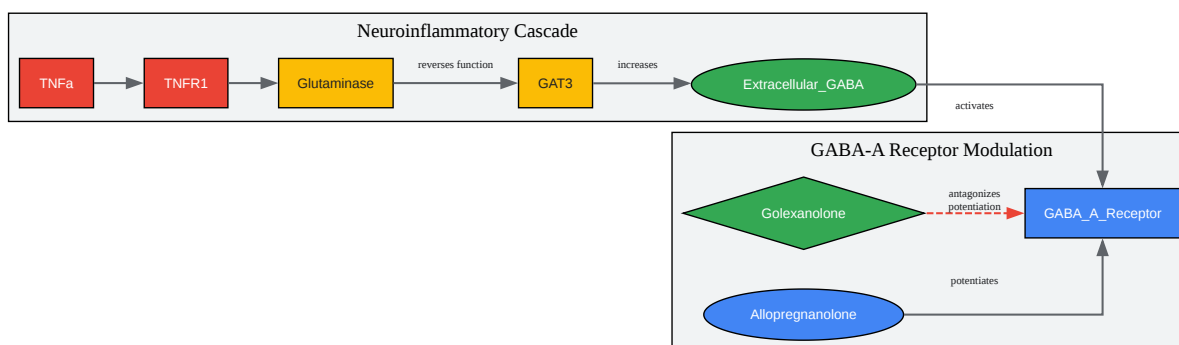 Neuroinflammatory Cascade
TNFa
TNFR1
Glutaminase
reverses function
GAT3
increases
Extracellular_GABA
activates
GABA-A Receptor Modulation
Golexanolone
antagonizes
potentiation
GABA_A_Receptor
potentiates
Allopregnanolone